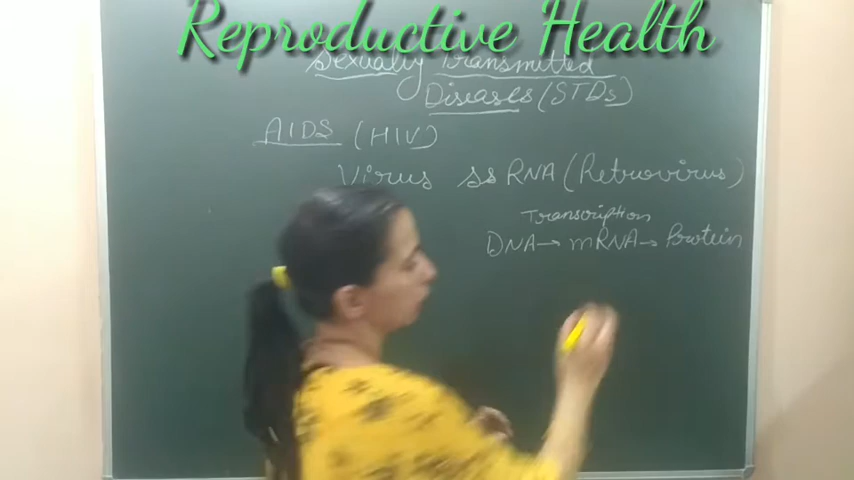 Reproductive Health
Sexually Transmitted
Diseases (STDs)
AIDS (HIV)
Virus ss RNA (Retrovirus)
Transcription
DNA → mRNA → Protein